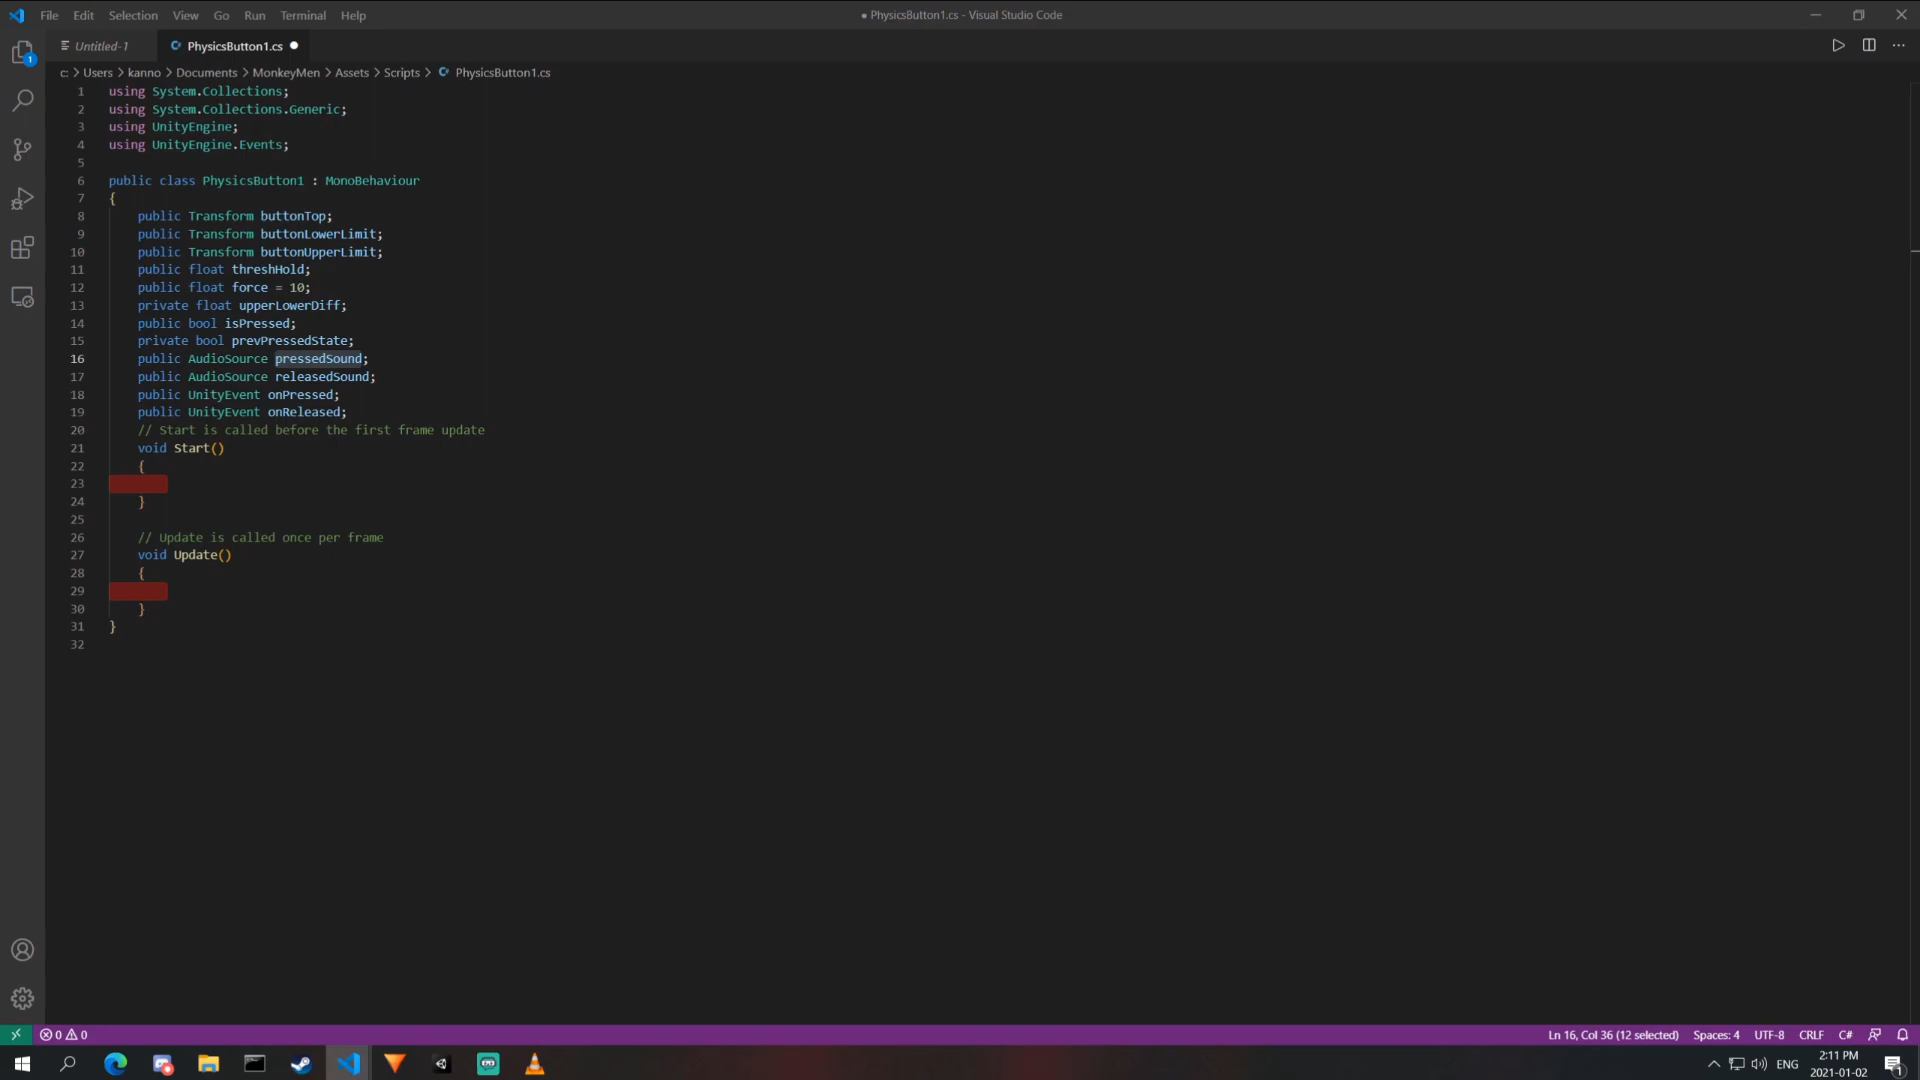 File Edit Selection View Go Run Terminal Help
● PhysicsButton1.cs - Visual Studio Code
Untitled-1
PhysicsButton1.cs ●
c: > Users > kanno > Documents > MonkeyMen > Assets > Scripts > PhysicsButton1.cs
1
1 using System.Collections;
2 using System.Collections.Generic;
3 using UnityEngine;
4 using UnityEngine.Events;
5
6 public class PhysicsButton1 : MonoBehaviour
7 {
8 public Transform buttonTop;
9 public Transform buttonLowerLimit;
10 public Transform buttonUpperLimit;
11 public float threshHold;
12 public float force = 10;
13 private float upperLowerDiff;
14 public bool isPressed;
15 private bool prevPressedState;
16 public AudioSource pressedSound;
17 public AudioSource releasedSound;
18 public UnityEvent onPressed;
19 public UnityEvent onReleased;
20 // Start is called before the first frame update
21 void Start()
22 {
23
24 }
25
26 // Update is called once per frame
27 void Update()
28 {
29
30 }
31 }
32
0 0
Ln 16, Col 36 (12 selected) Spaces: 4 UTF-8 CRLF C#
ENG
2:11 PM
2021-01-02
1